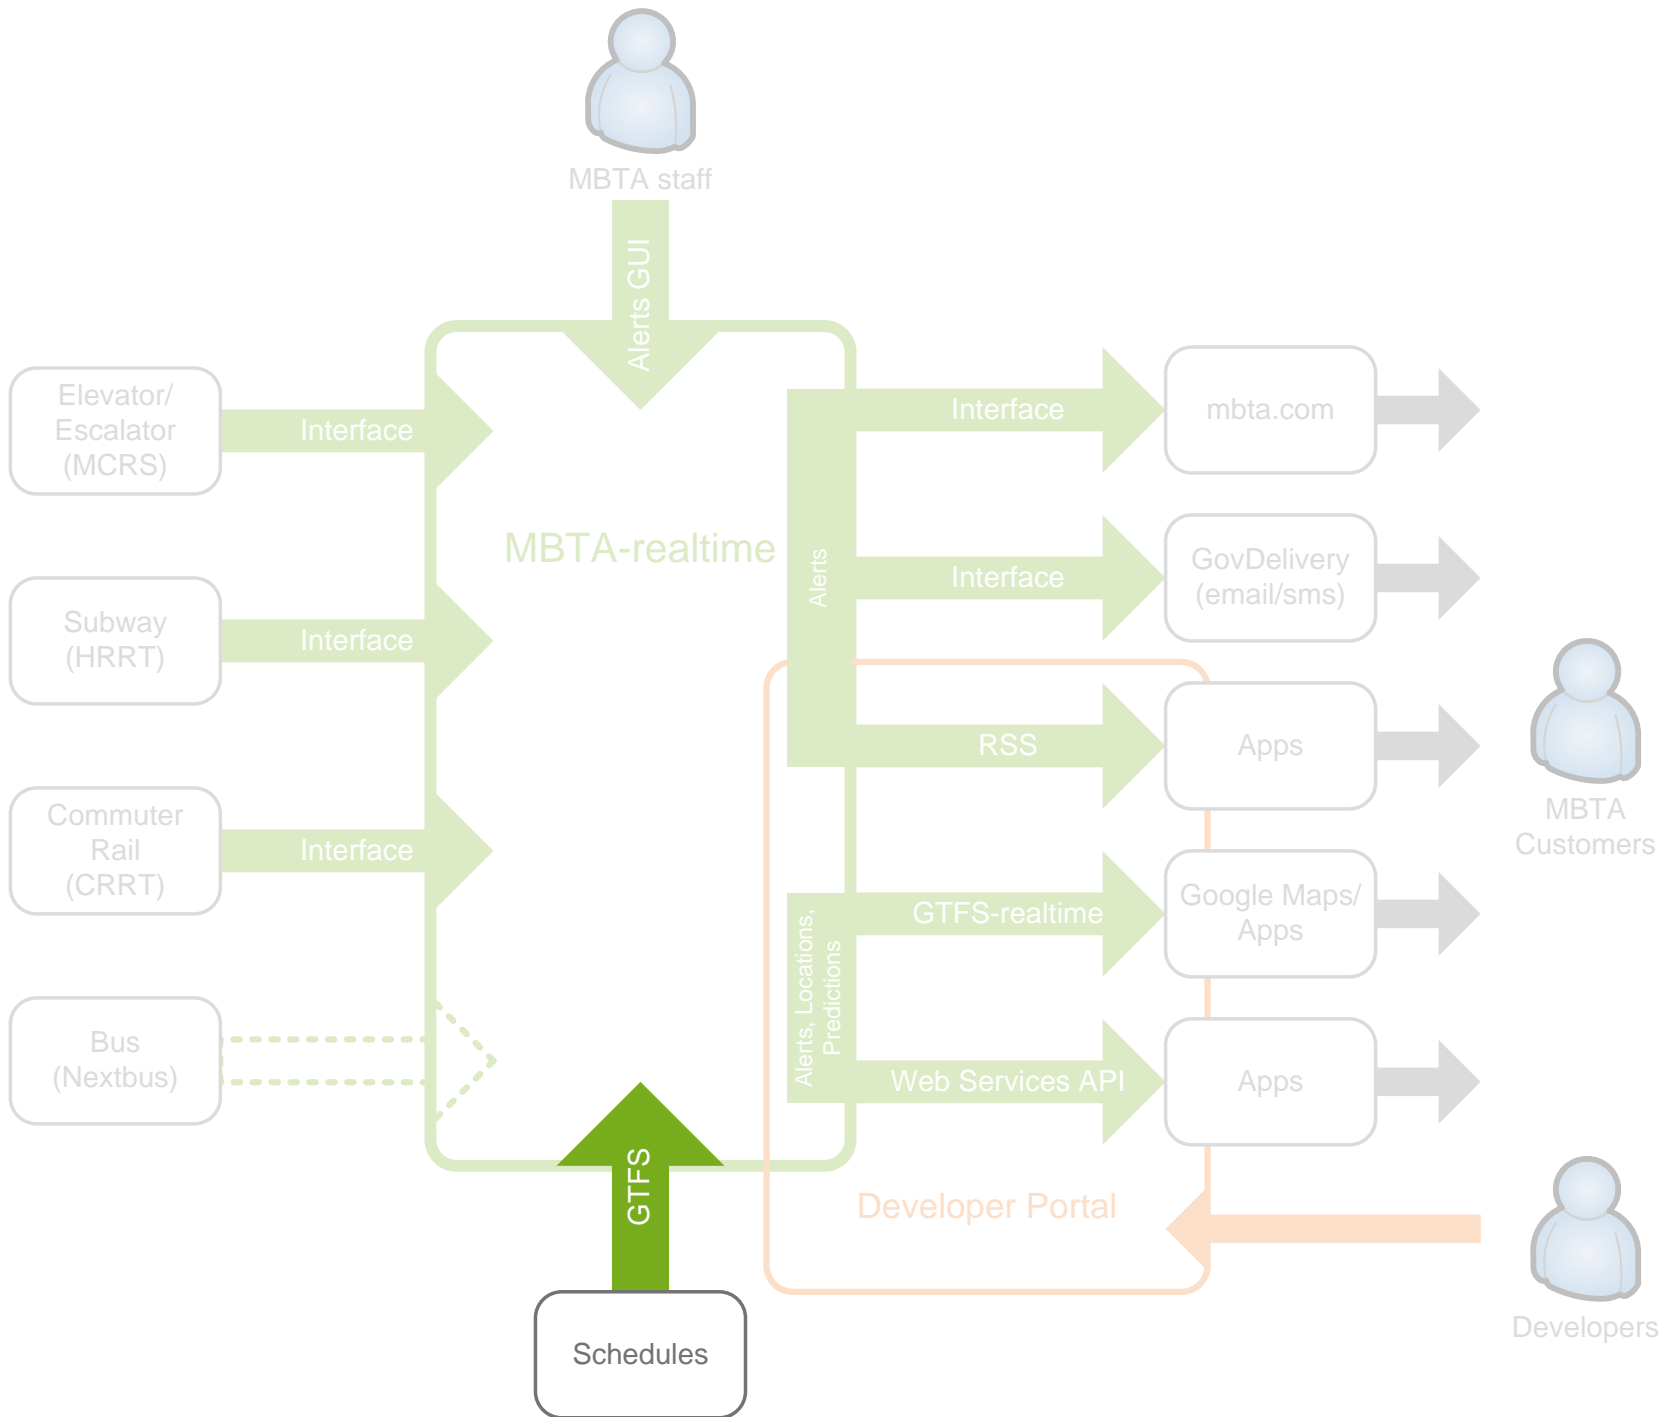 MBTA staff
Alerts GUI
Elevator/
Escalator
(MCRS)
Interface
Subway
(HRRT)
Interface
Commuter
Rail
(CRRT)
Interface
Bus
(Nextbus)
MBTA-realtime
Alerts
Interface
mbta.com
Interface
GovDelivery
(email/sms)
RSS
Apps
Alerts, Locations,
Predictions
GTFS-realtime
Google Maps/
Apps
Web Services API
Apps
MBTA
Customers
Developer Portal
Developers
GTFS
Schedules